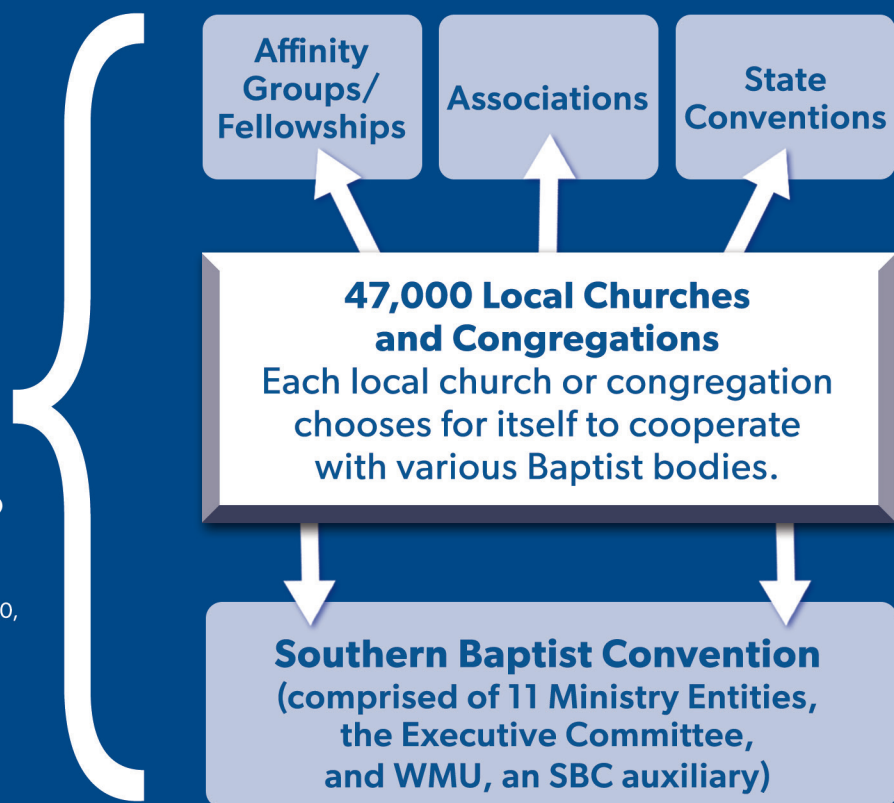 Affinity
Groups/
Fellowships
Associations
State
Conventions
47,000 Local Churches
and Congregations
Each local church or congregation
chooses for itself to cooperate
with various Baptist bodies.
0,
Southern Baptist Convention
(comprised of 11 Ministry Entities,
the Executive Committee,
and WMU, an SBC auxiliary)